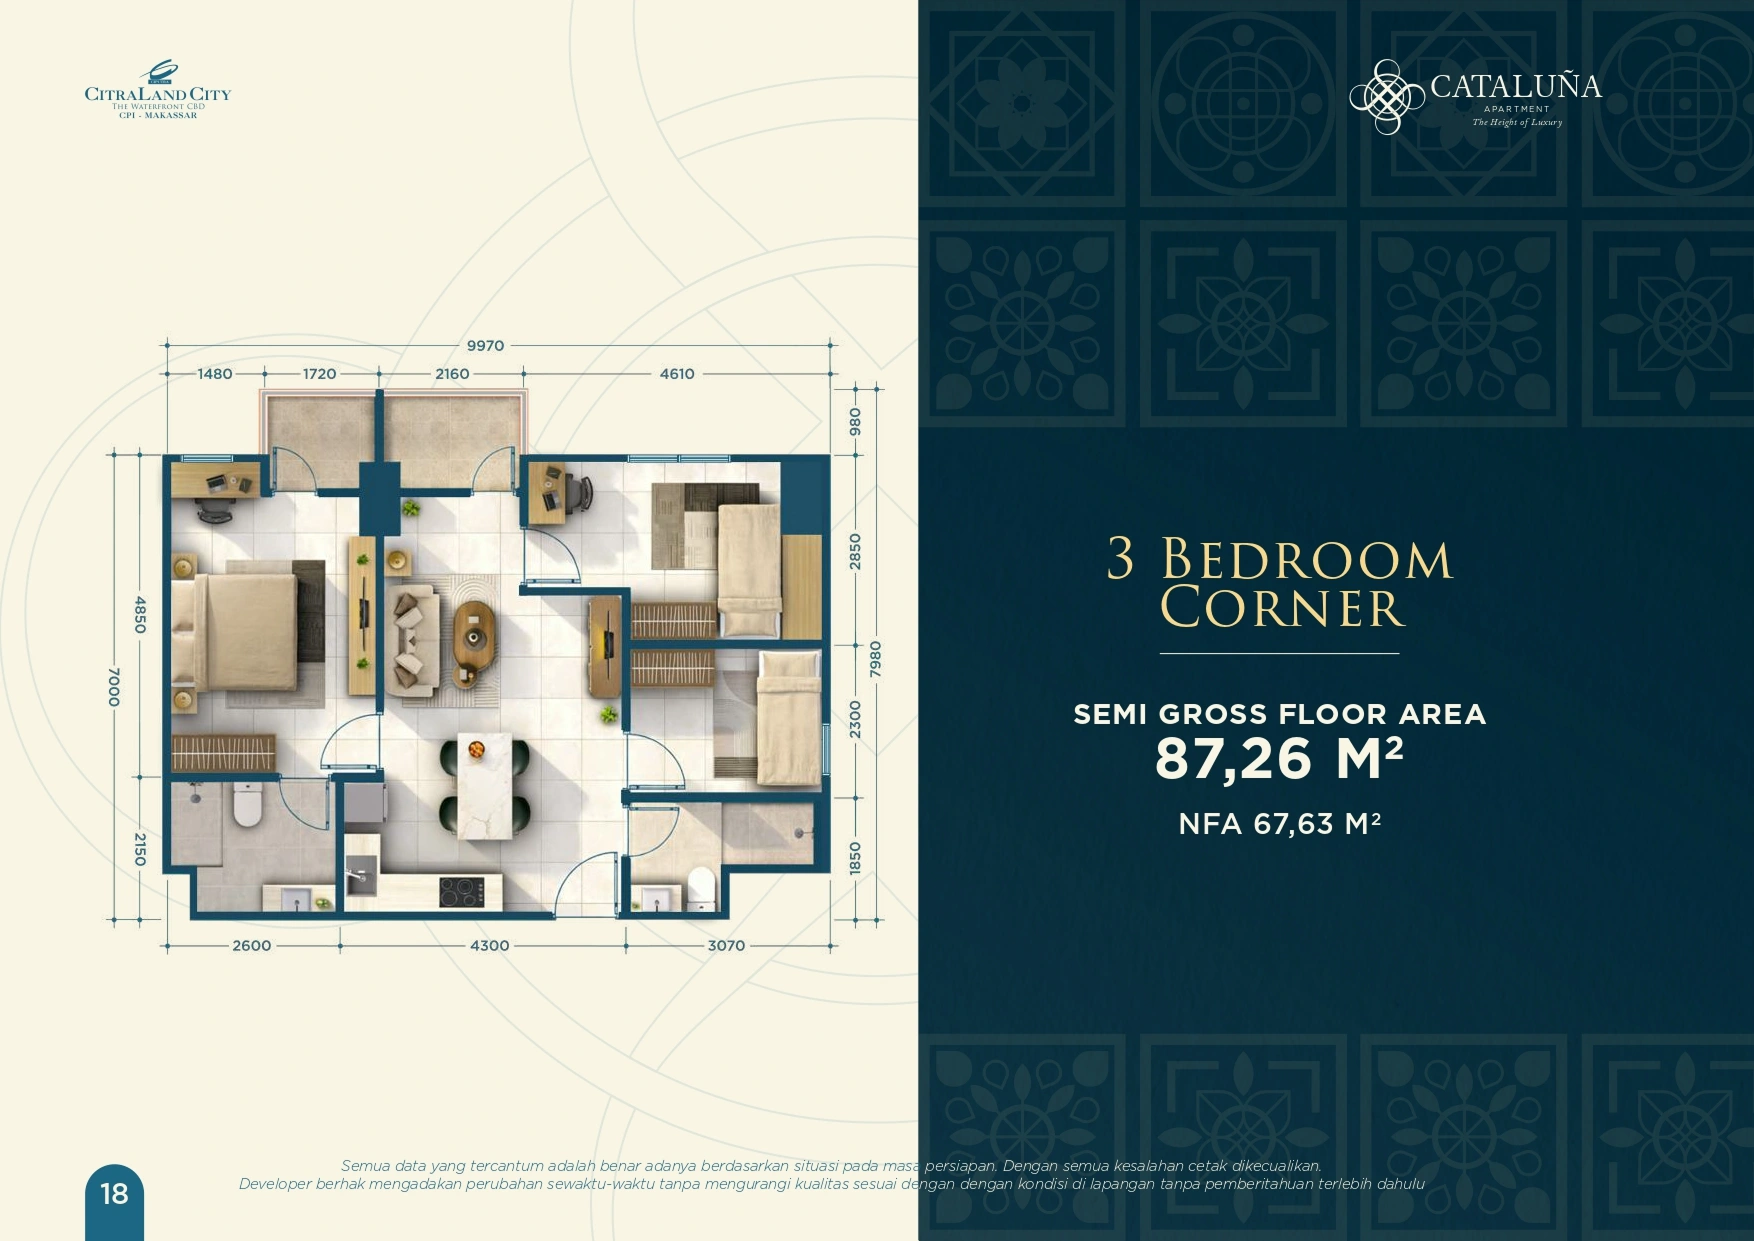 CITRALAND CITY
THE WATERFRONT CBD
CPI - MAKASSAR
CATALUÑA
APARTMENT
The Height of Luxury
9970
1480
1720
2160
4610
980
2850
7980
2300
1850
4850
7000
2150
2600
4300
3070
3 BEDROOM
CORNER
SEMI GROSS FLOOR AREA
87,26 M²
NFA 67,63 M²
Semua data yang tercantum adalah benar adanya berdasarkan situasi pada masa persiapan. Dengan semua kesalahan cetak dikecualikan.
Developer berhak mengadakan perubahan sewaktu-waktu tanpa mengurangi kualitas sesuai dengan dengan kondisi di lapangan tanpa pemberitahuan terlebih dahulu
18